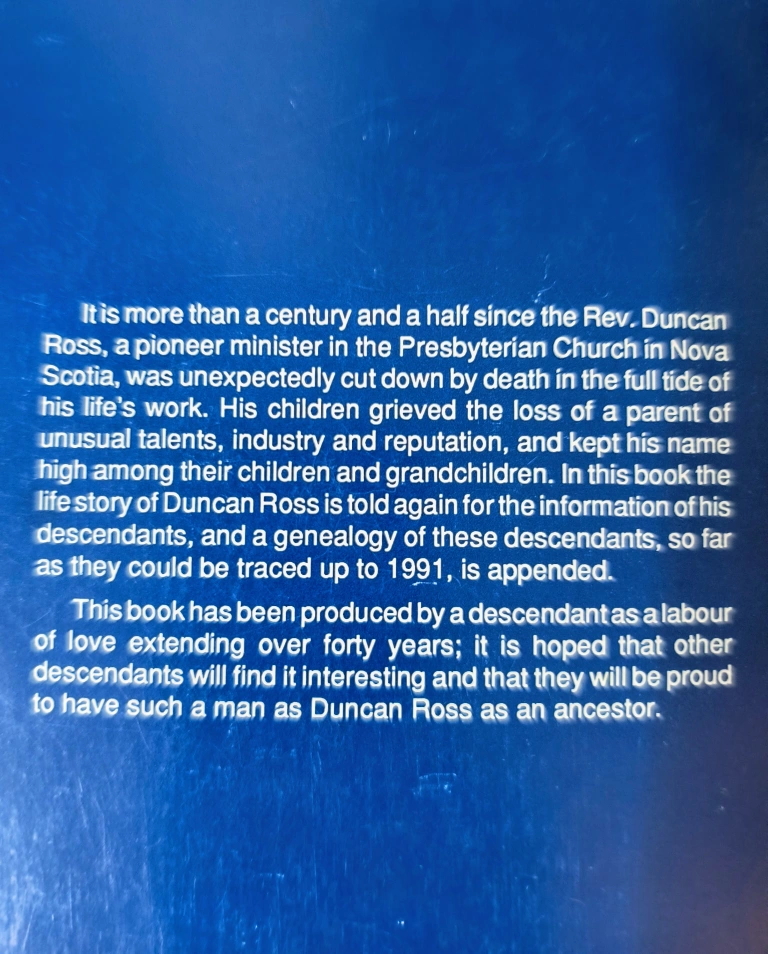 It is more than a century and a half since the Rev. Duncan
Ross, a pioneer minister in the Presbyterian Church in Nova
Scotia, was unexpectedly cut down by death in the full tide of
his life's work. His children grieved the loss of a parent of
unusual talents, industry and reputation, and kept his name
high among their children and grandchildren. In this book the
life story of Duncan Ross is told again for the information of his
descendants, and a genealogy of these descendants, so far
as they could be traced up to 1991, is appended.
This book has been produced by a descendant as a labour
of love extending over forty years; it is hoped that other
descendants will find it interesting and that they will be proud
to have such a man as Duncan Ross as an ancestor.